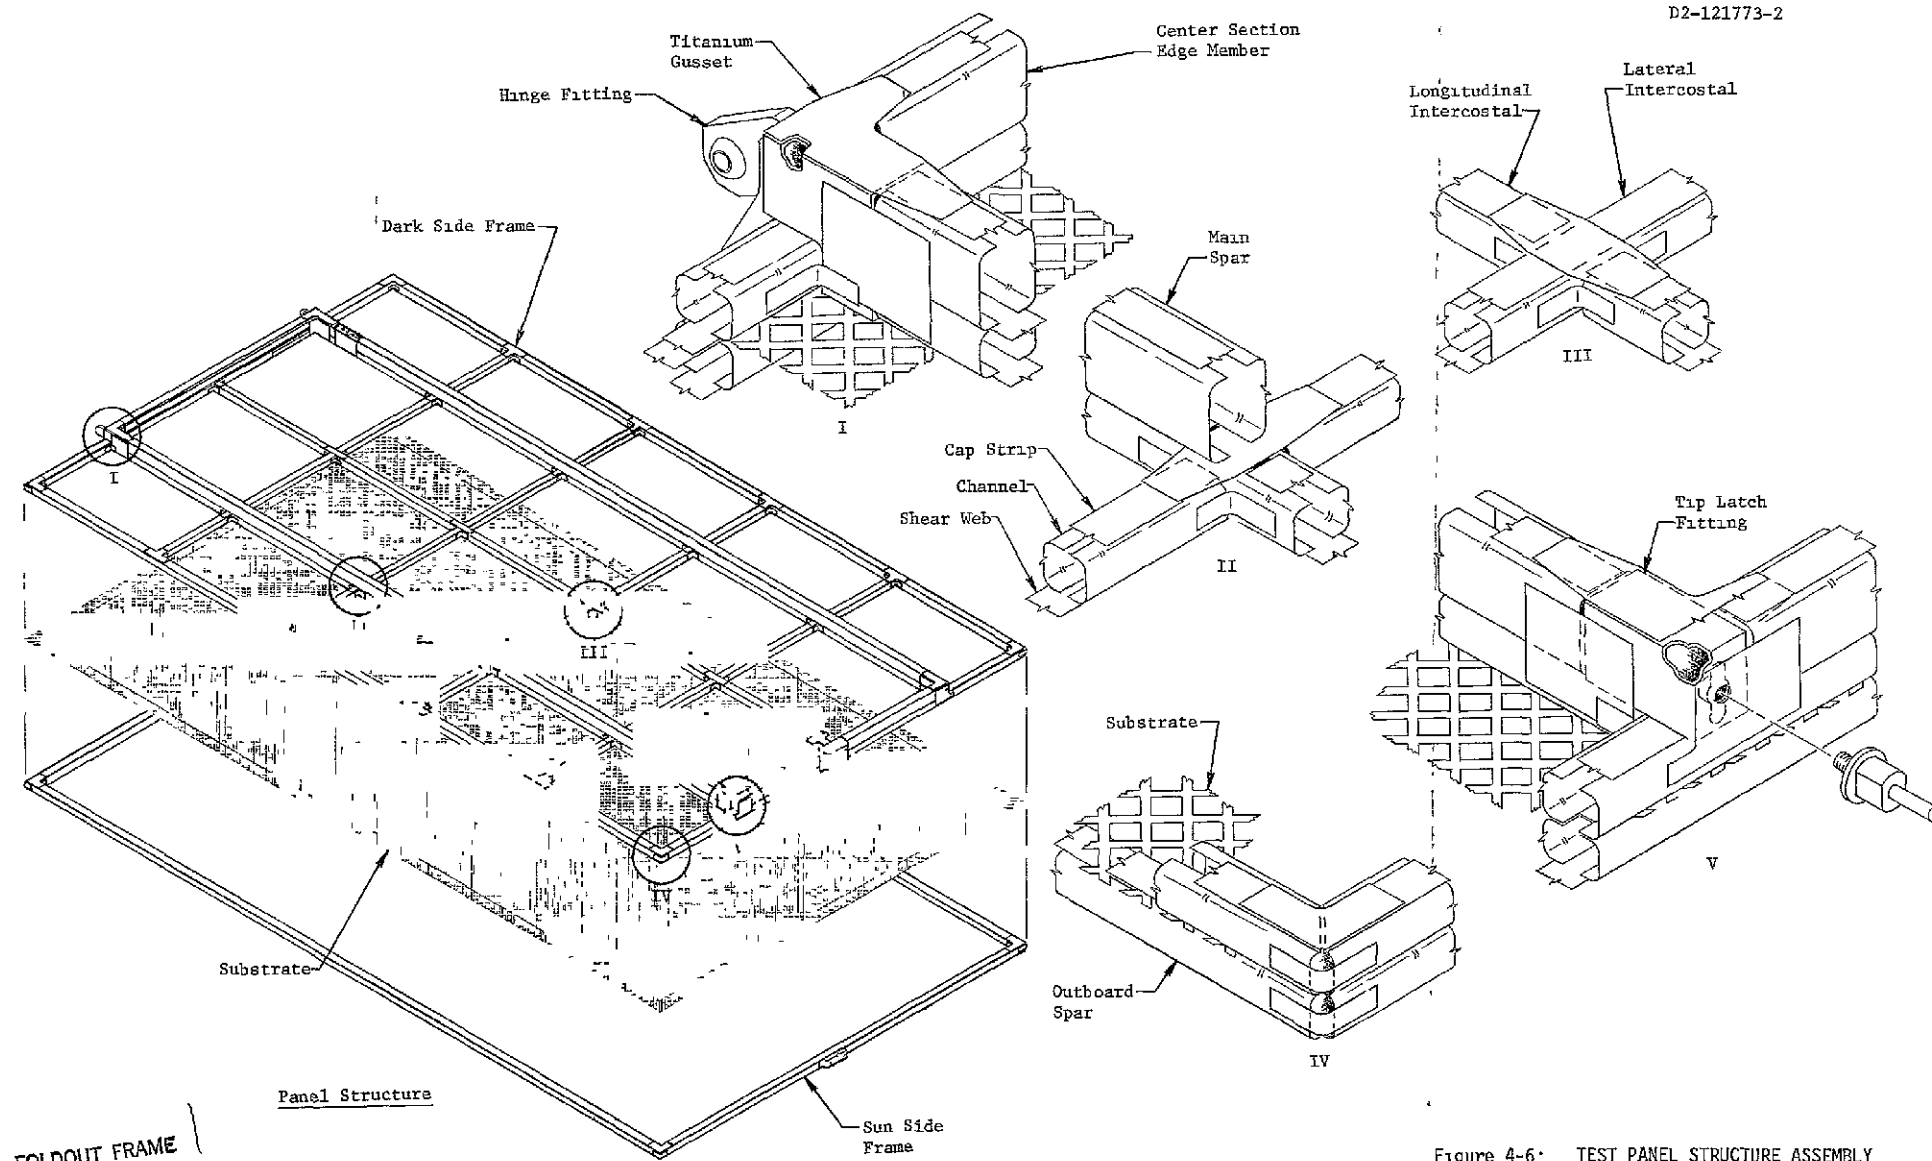 D2-121773-2
Titanium
Gusset
Center Section
Edge Member
Hinge Fitting
Longitudinal
Intercostal
Lateral
Intercostal
Dark Side Frame
Main
Spar
I
III
Cap Strip
Channel
Shear Web
II
Tip Latch
Fitting
I
III
Substrate
V
IV
Substrate
Outboard
Spar
IV
Panel Structure
Sun Side
Frame
FOLDOUT FRAME
Figure 4-6: TEST PANEL STRUCTURE ASSEMBLY